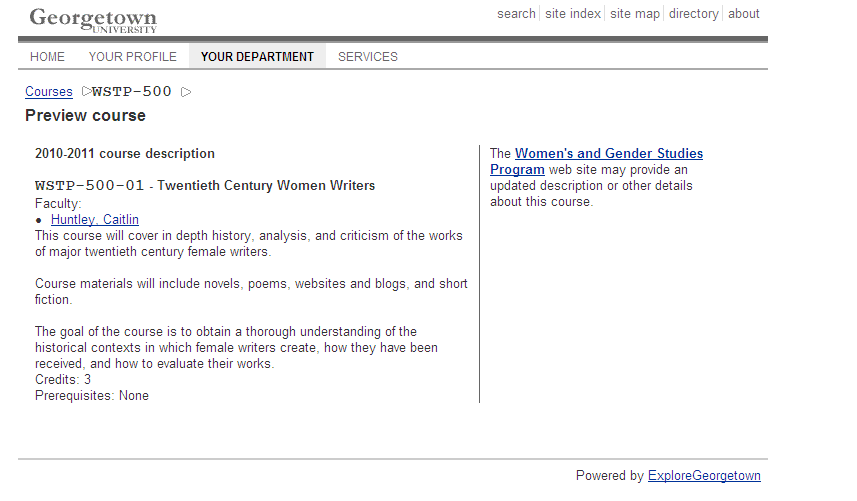 Georgetown
UNIVERSITY
search site index site map directory about
HOME YOUR PROFILE YOUR DEPARTMENT SERVICES
Courses WSTP-500
Preview course
2010-2011 course description
WSTP-500-01 - Twentieth Century Women Writers
Faculty:
• Huntley, Caitlin
This course will cover in depth history, analysis, and criticism of the works
of major twentieth century female writers.
Course materials will include novels, poems, websites and blogs, and short
fiction.
The goal of the course is to obtain a thorough understanding of the
historical contexts in which female writers create, how they have been
received, and how to evaluate their works.
Credits: 3
Prerequisites: None
The Women's and Gender Studies
Program web site may provide an
updated description or other details
about this course.
Powered by ExploreGeorgetown